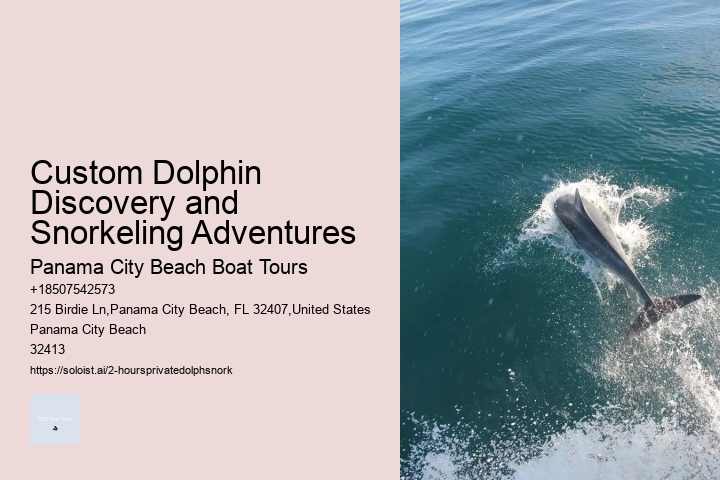 Custom Dolphin
Discovery and
Snorkeling Adventures
Panama City Beach Boat Tours
+18507542573
215 Birdie Ln,Panama City Beach, FL 32407,United States
Panama City Beach
32413
https://soloist.ai/2-hoursprivatedolphsnork